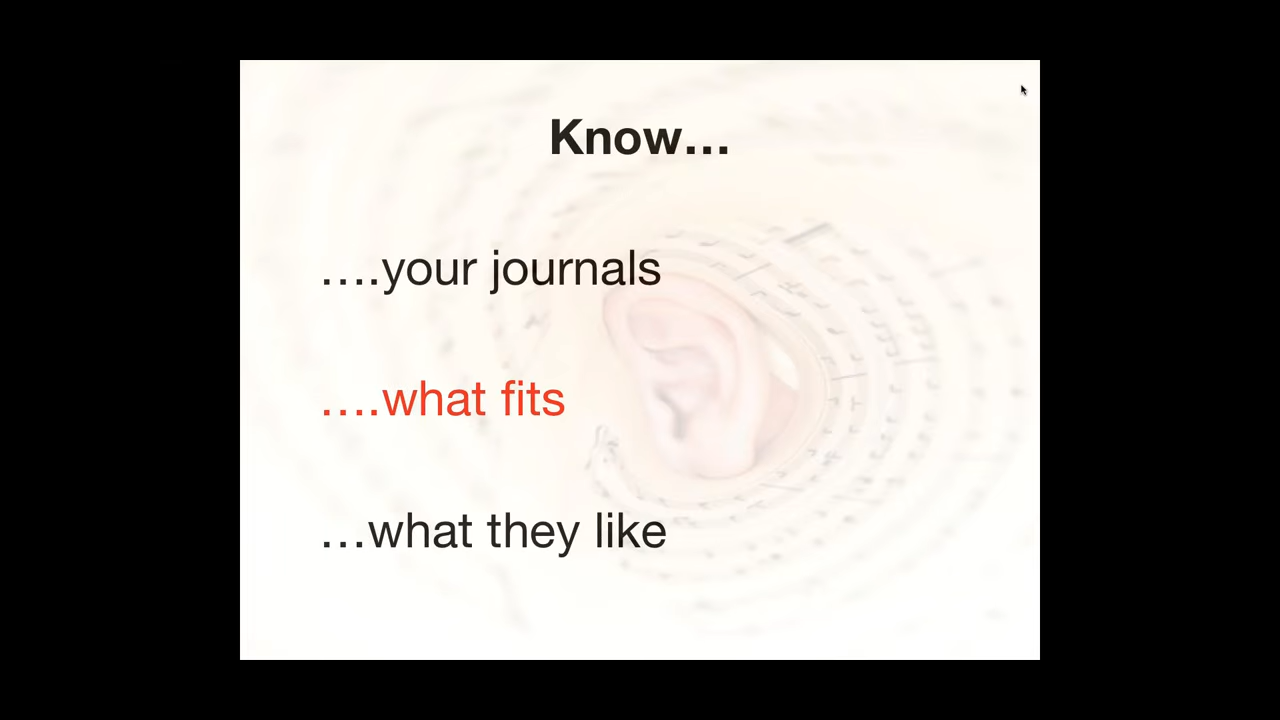 Know…
….your journals
….what fits
…what they like